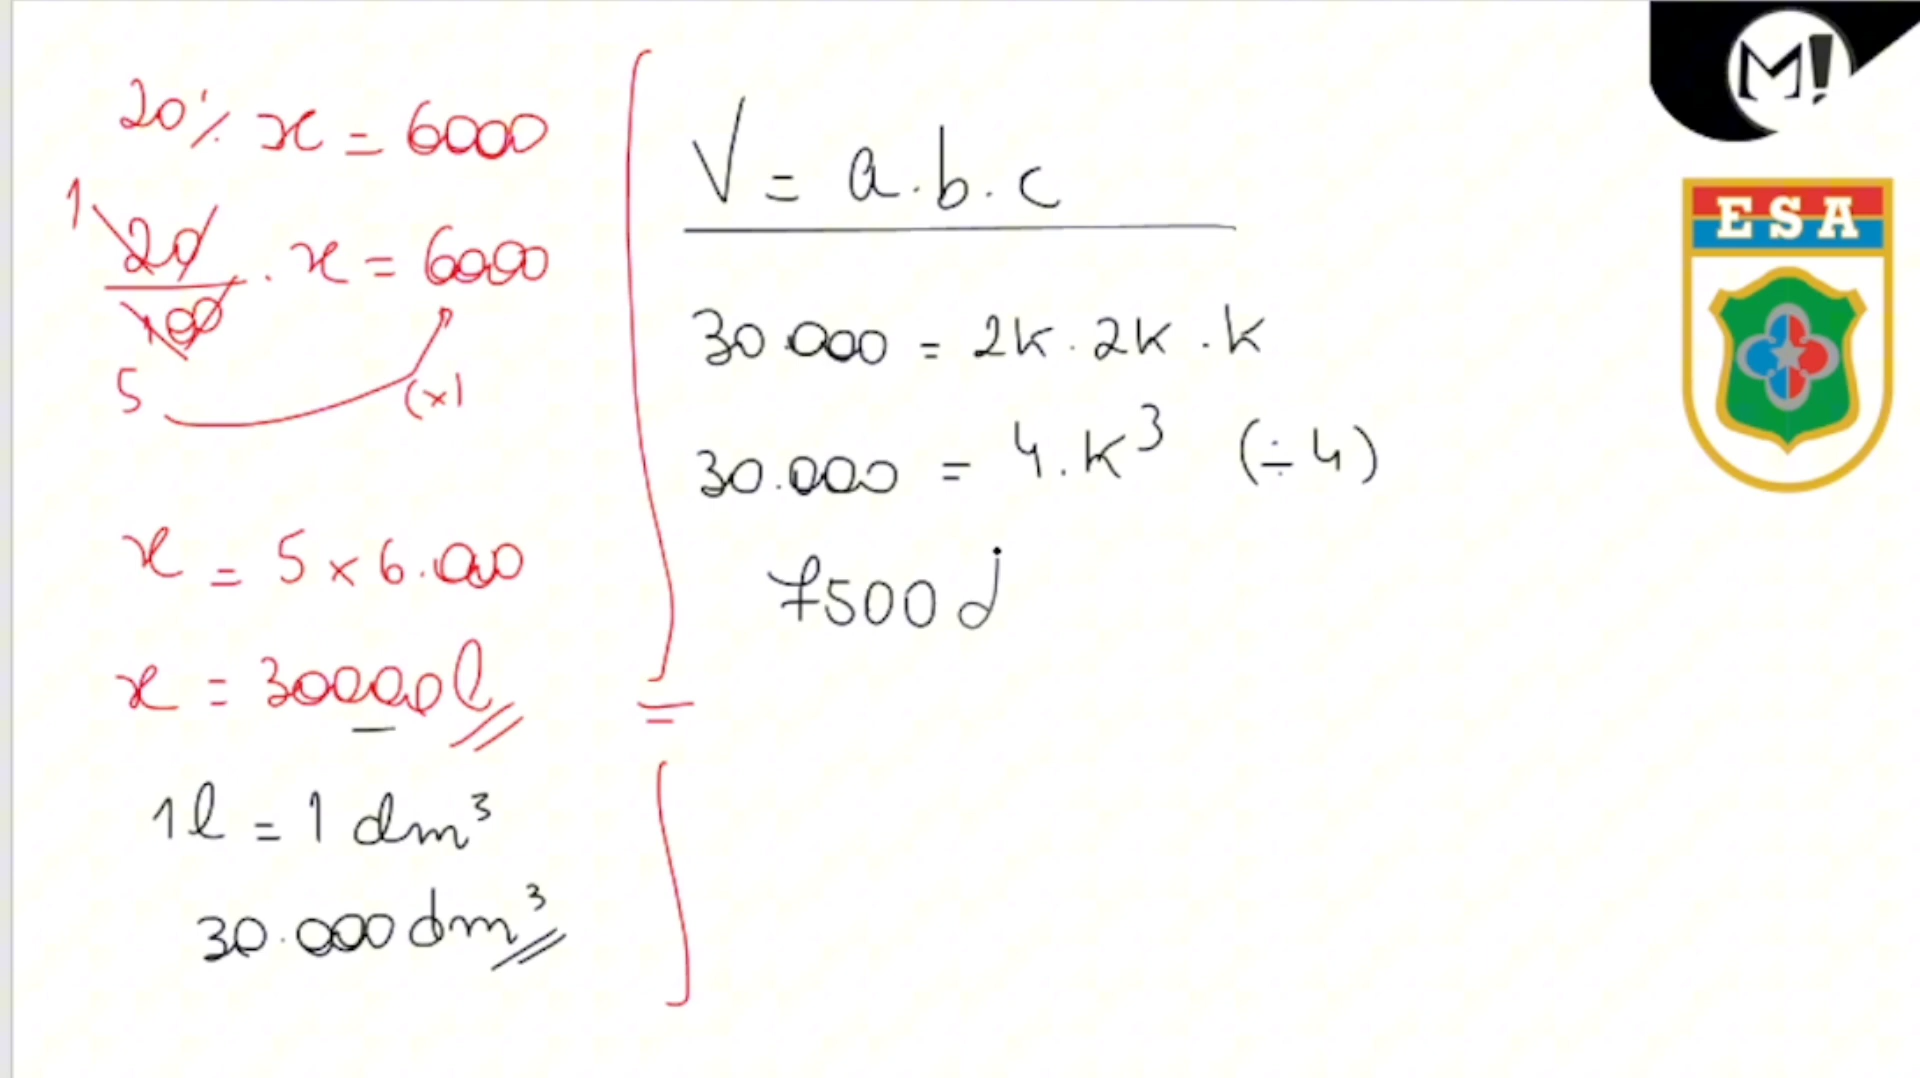 20% x = 6000
1
20/100 . x = 6000
5
(x)
x = 5 x 6.000
x = 30000 l
1l = 1 dm³
30.000 dm³
V = a.b.c
30.000 = 2k . 2k . k
30.000 = 4.k³ (÷4)
7500 d
M!
ESA